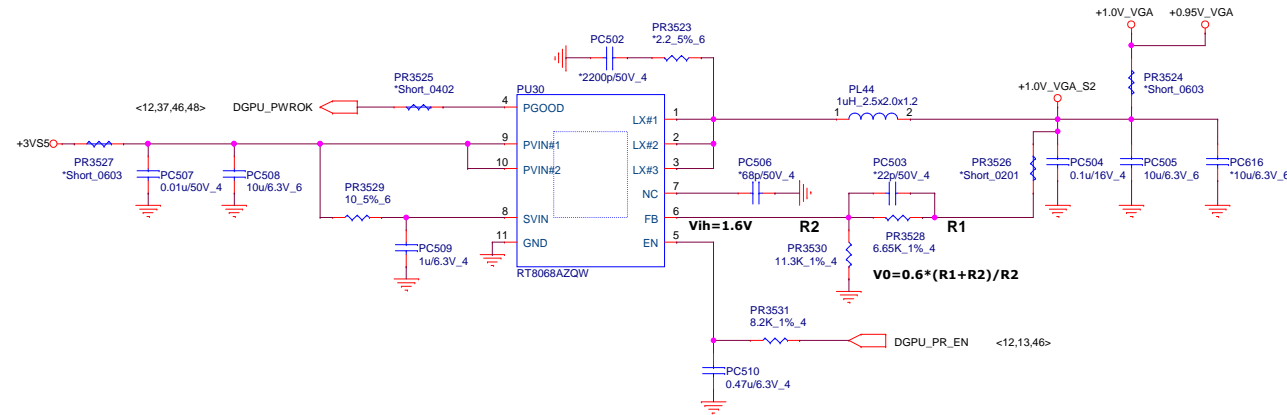 +1.0V_VGA
+0.95V_VGA
PR3523
*2.2_5%_6
PC502
*2200p/50V_4
PR3524
*Short_0603
PR3525
*Short_0402
PU30
PL44
1uH_2.5x2.0x1.2
+1.0V_VGA_S2
<12,37,46,48>
DGPU_PWROK
4
PGOOD
LX#1
1
1
2
+3VS5
9
PVIN#1
LX#2
2
PR3527
*Short_0603
10
PVIN#2
LX#3
3
PC507
0.01u/50V_4
PC508
10u/6.3V_6
PC506
*68p/50V_4
PC503
*22p/50V_4
PR3526
*Short_0201
PC504
0.1u/16V_4
PC505
10u/6.3V_6
PC616
*10u/6.3V_6
PR3529
10_5%_6
NC
7
8
SVIN
FB
6
Vih=1.6V
R2
R1
PR3528
6.65K_1%_4
11
GND
EN
5
PC509
1u/6.3V_4
PR3530
11.3K_1%_4
RT8068AZQW
V0=0.6*(R1+R2)/R2
PR3531
8.2K_1%_4
DGPU_PR_EN
<12,13,46>
PC510
0.47u/6.3V_4